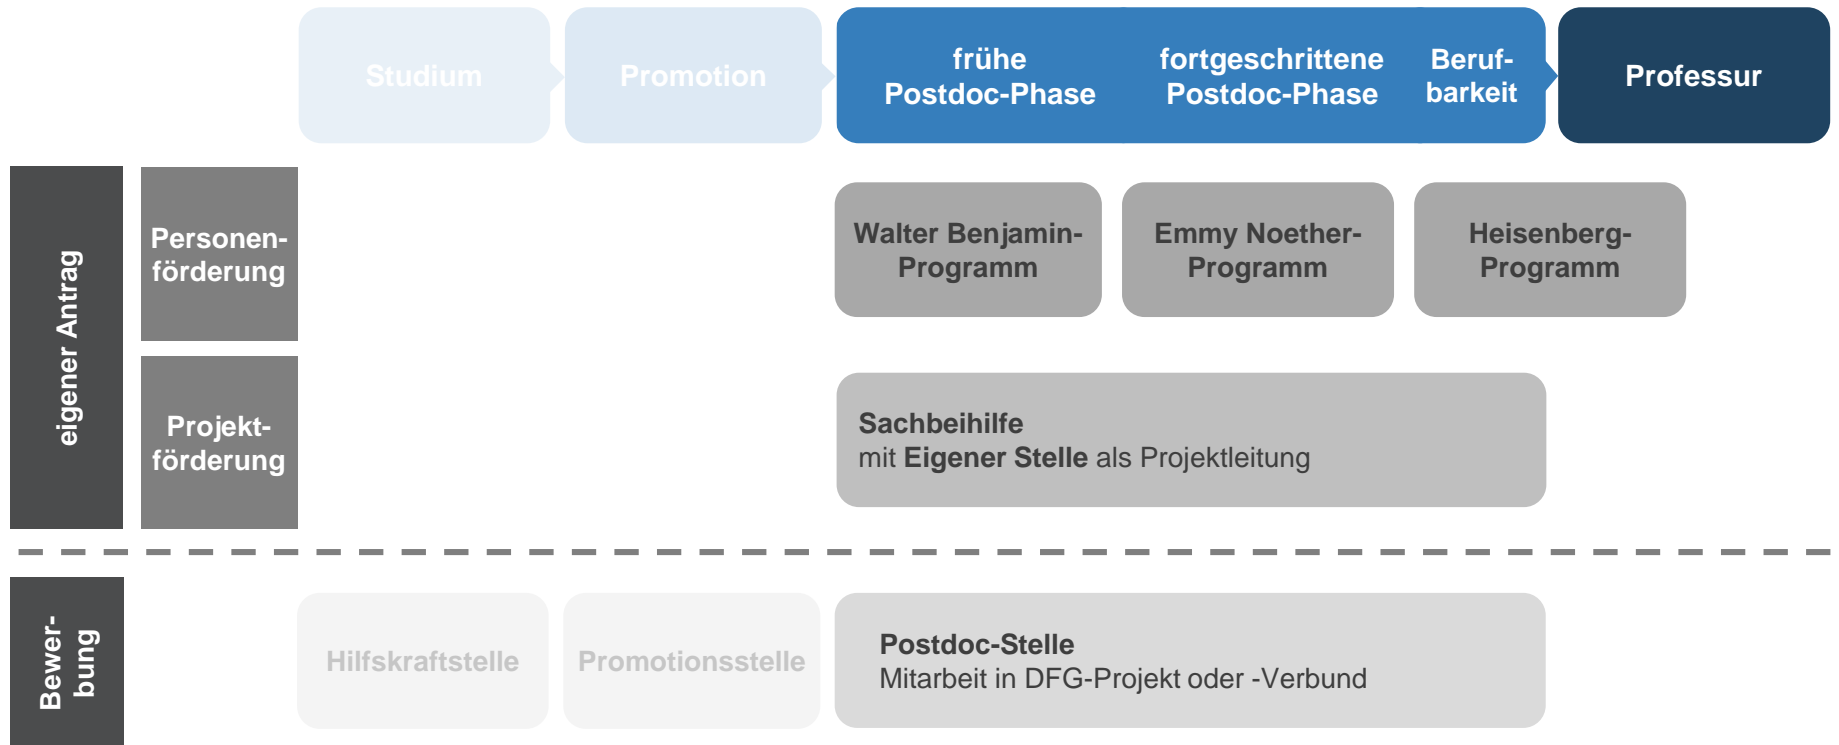 Studium
Promotion
frühe
Postdoc-Phase
fortgeschrittene
Postdoc-Phase
Beruf-
barkeit
Professur
eigener Antrag
Personen-
förderung
Walter Benjamin-
Programm
Emmy Noether-
Programm
Heisenberg-
Programm
Projekt-
förderung
Sachbeihilfe
mit Eigener Stelle als Projektleitung
Bewer-
bung
Hilfskraftstelle
Promotionsstelle
Postdoc-Stelle
Mitarbeit in DFG-Projekt oder -Verbund